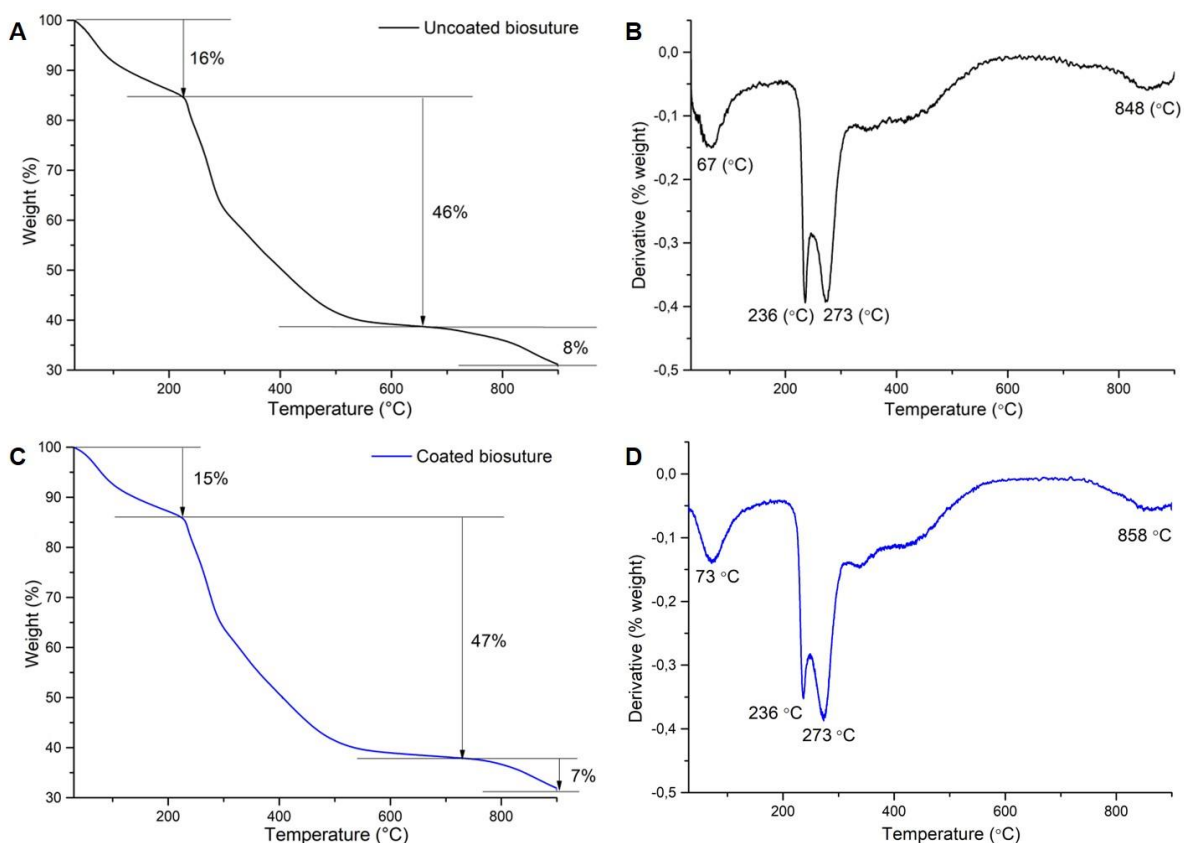 A
Uncoated biosuture
Weight (%)
100
90
80
70
60
50
40
30
16%
46%
8%
200
400
600
800
Temperature (°C)
B
Derivative (% weight)
0,0
-0,1
-0,2
-0,3
-0,4
-0,5
67 (°C)
236 (°C)
273 (°C)
848 (°C)
200
400
600
800
Temperature (°C)
C
Coated biosuture
Weight (%)
100
90
80
70
60
50
40
30
15%
47%
7%
200
400
600
800
Temperature (°C)
D
Derivative (% weight)
0,0
-0,1
-0,2
-0,3
-0,4
-0,5
73 °C
236 °C
273 °C
858 °C
200
400
600
800
Temperature (°C)